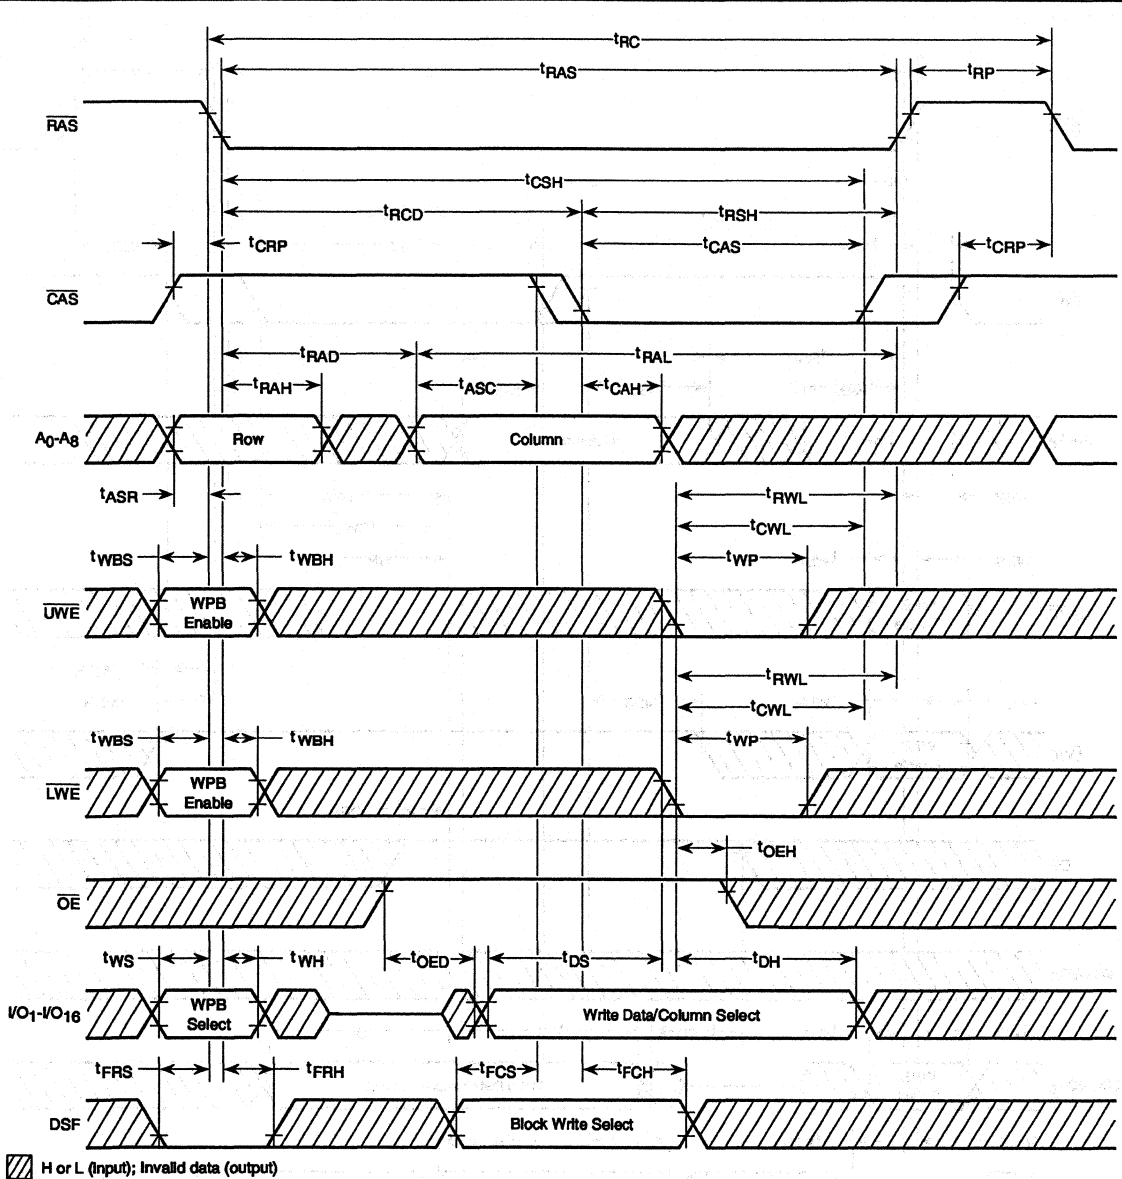 tRC
tRAS
tRP
RAS
tCSH
tRCD
tRSH
tCRP
tCAS
tCRP
CAS
tRAD
tRAL
tRAH
tASC
tCAH
A0-A8
Row
Column
tASR
tRWL
tCWL
tWBS
tWBH
tWP
UWE
WPB
Enable
tRWL
tCWL
tWBS
tWBH
tWP
LWE
WPB
Enable
tOEH
OE
tWS
tWH
tOED
tDS
tDH
I/O1-I/O16
WPB
Select
Write Data/Column Select
tFRS
tFRH
tFCS
tFCH
DSF
Block Write Select
H or L (input); Invalid data (output)